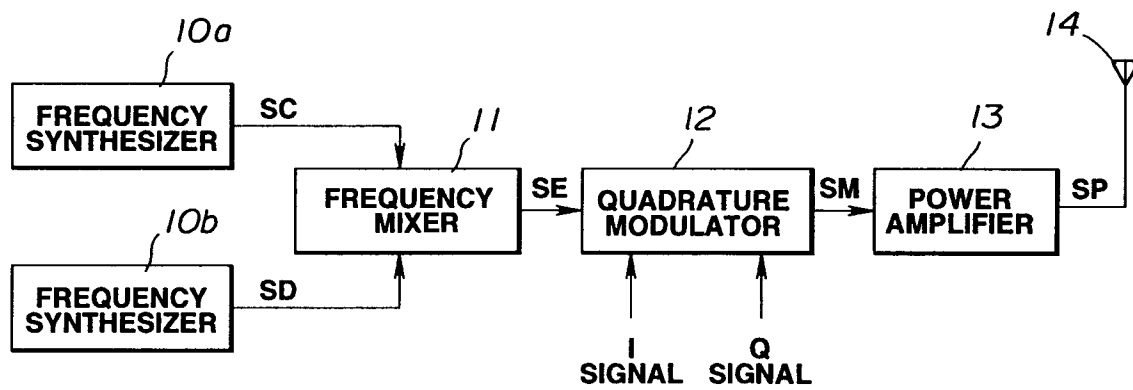 10a
14
FREQUENCY
SYNTHESIZER
SC
11
12
13
FREQUENCY
MIXER
SE
QUADRATURE
MODULATOR
SM
POWER
AMPLIFIER
SP
10b
FREQUENCY
SYNTHESIZER
SD
I
SIGNAL
Q
SIGNAL